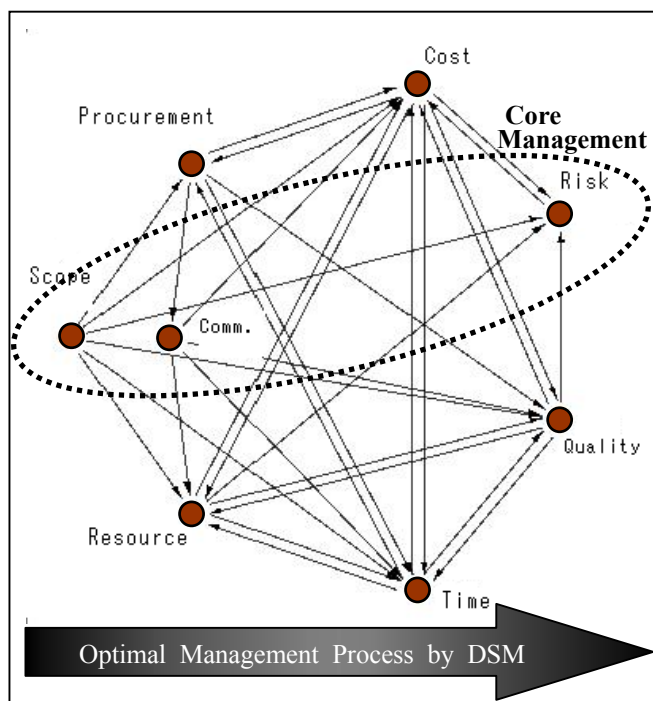 Cost
Procurement
Core
Management
Risk
Scope
Comm.
Quality
Resource
Time
Optimal Management Process by DSM